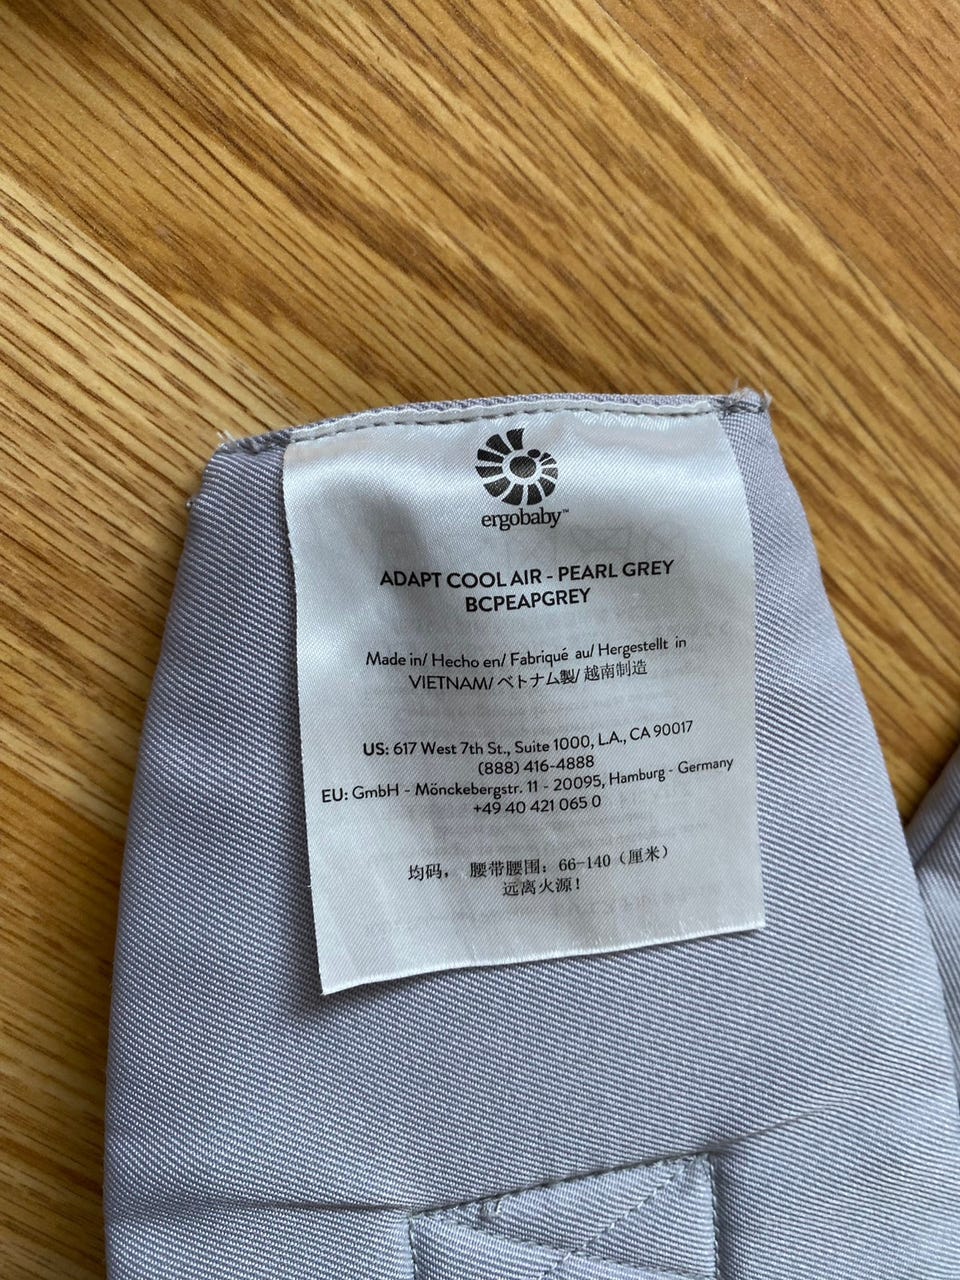 ergobaby™
ADAPT COOL AIR - PEARL GREY
BCPEAPGREY
Made in/ Hecho en/ Fabriqué au/ Hergestellt in
VIETNAM/ ベトナム製/ 越南制造
US: 617 West 7th St., Suite 1000, L.A., CA 90017
(888) 416-4888
EU: GmbH - Mönckebergstr. 11 - 20095, Hamburg - Germany
+49 40 421 065 0
均码， 腰带腰围：66-140（厘米）
远离火源！